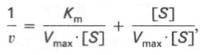 1/v = K_m / (V_max · [S]) + [S] / (V_max · [S]),